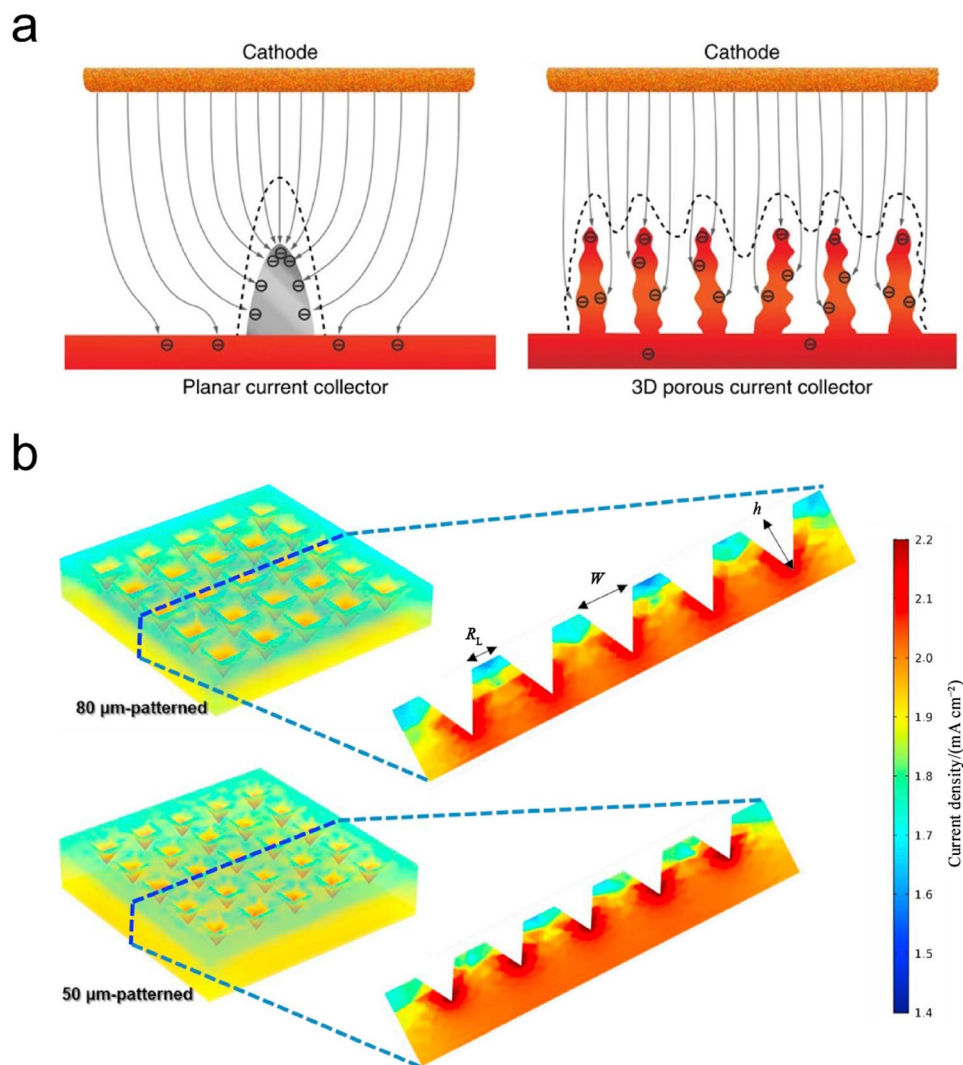 a
Cathode
Cathode
Planar current collector
3D porous current collector
b
h
W
R_L
80 μm-patterned
50 μm-patterned
2.2
2.1
2.0
1.9
1.8
1.7
1.6
1.5
1.4
Current density/(mA cm⁻²)